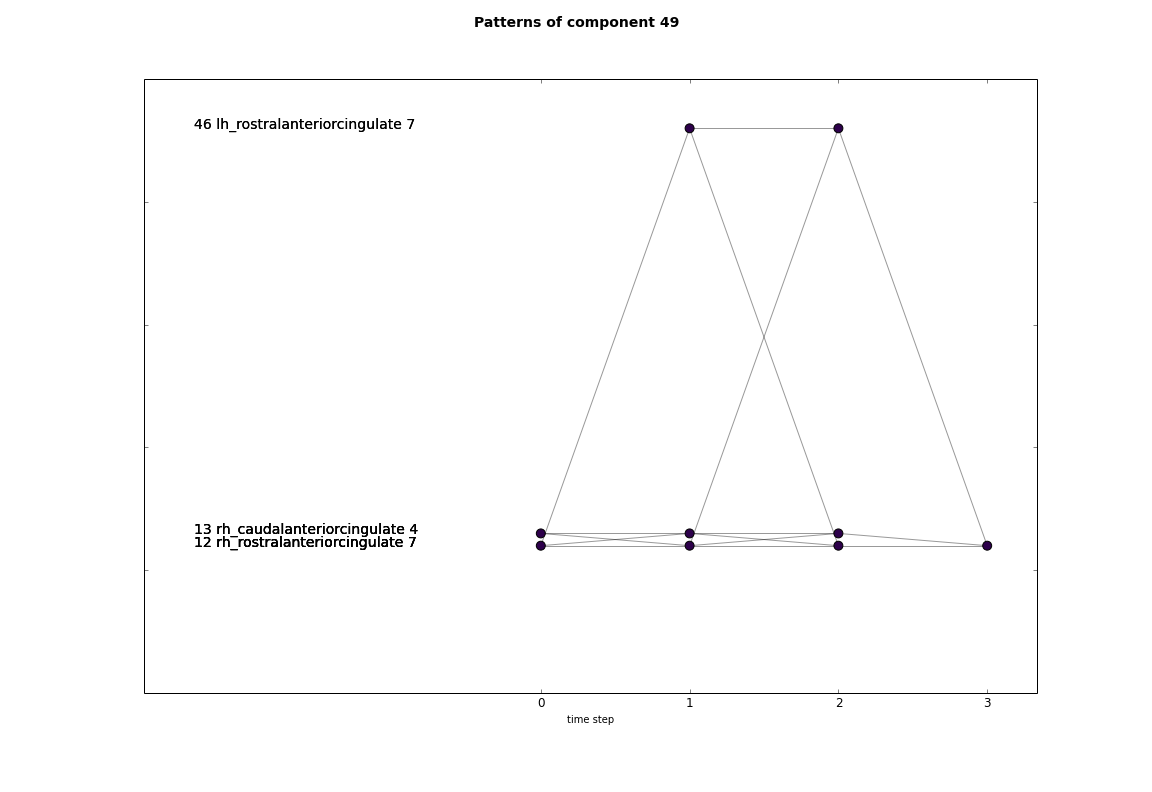 Patterns of component 49
46 lh_rostralanteriorcingulate 7
13 rh_caudalanteriorcingulate 4
12 rh_rostralanteriorcingulate 7
0 1 2 3
time step